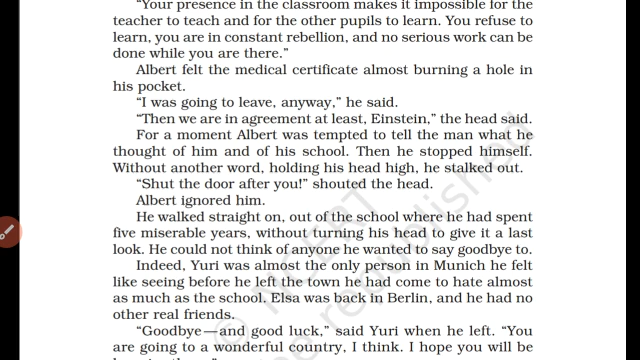 “Your presence in the classroom makes it impossible for the
teacher to teach and for the other pupils to learn. You refuse to
learn, you are in constant rebellion, and no serious work can be
done while you are there.”
Albert felt the medical certificate almost burning a hole in
his pocket.
“I was going to leave, anyway,” he said.
“Then we are in agreement at least, Einstein,” the head said.
For a moment Albert was tempted to tell the man what he
thought of him and of his school. Then he stopped himself.
Without another word, holding his head high, he stalked out.
“Shut the door after you!” shouted the head.
Albert ignored him.
He walked straight on, out of the school where he had spent
five miserable years, without turning his head to give it a last
look. He could not think of anyone he wanted to say goodbye to.
Indeed, Yuri was almost the only person in Munich he felt
like seeing before he left the town he had come to hate almost
as much as the school. Elsa was back in Berlin, and he had no
other real friends.
“Goodbye — and good luck,” said Yuri when he left. “You
are going to a wonderful country, I think. I hope you will be
© NCERT
republished